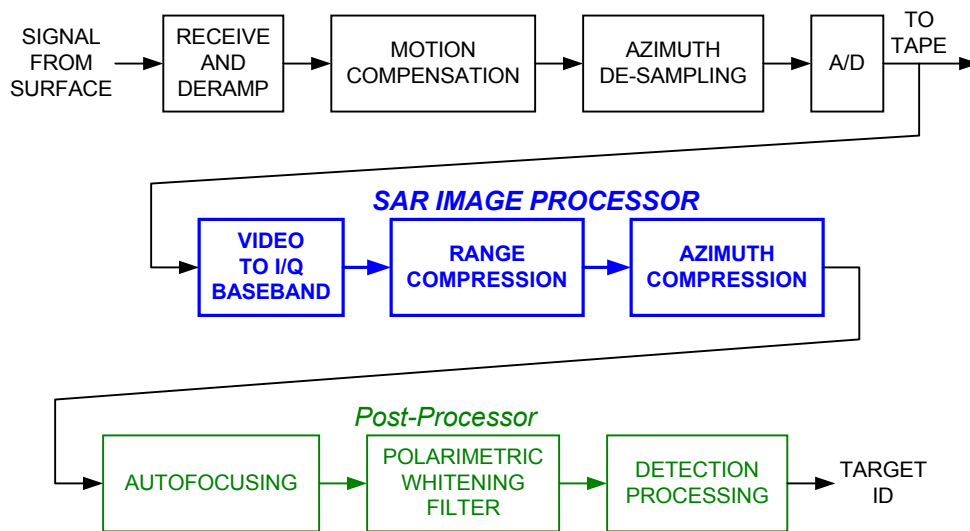 SIGNAL
FROM
SURFACE
RECEIVE
AND
DERAMP
MOTION
COMPENSATION
AZIMUTH
DE-SAMPLING
A/D
TO
TAPE
SAR IMAGE PROCESSOR
VIDEO
TO I/Q
BASEBAND
RANGE
COMPRESSION
AZIMUTH
COMPRESSION
Post-Processor
AUTOFOCUSING
POLARIMETRIC
WHITENING
FILTER
DETECTION
PROCESSING
TARGET
ID